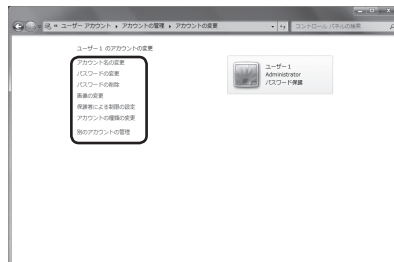 « ユーザー アカウント ▸ アカウントの管理 ▸ アカウントの変更
コントロール パネルの検索
ユーザー1 のアカウントの変更
アカウント名の変更
パスワードの変更
パスワードの削除
画像の変更
保護者による制限の設定
アカウントの種類の変更
別のアカウントの管理
ユーザー1
Administrator
パスワード保護